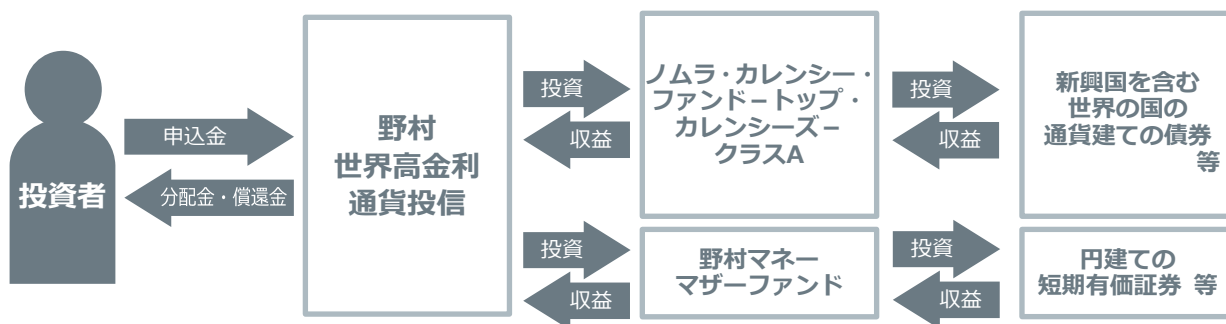 投資者
申込金
分配金・償還金
野村
世界高金利
通貨投信
投資
収益
ノムラ・カレンシー・
ファンド－トップ・
カレンシーズ－
クラスA
投資
収益
新興国を含む
世界の国の
通貨建ての債券
等
投資
収益
野村マネー
マザーファンド
投資
収益
円建ての
短期有価証券 等